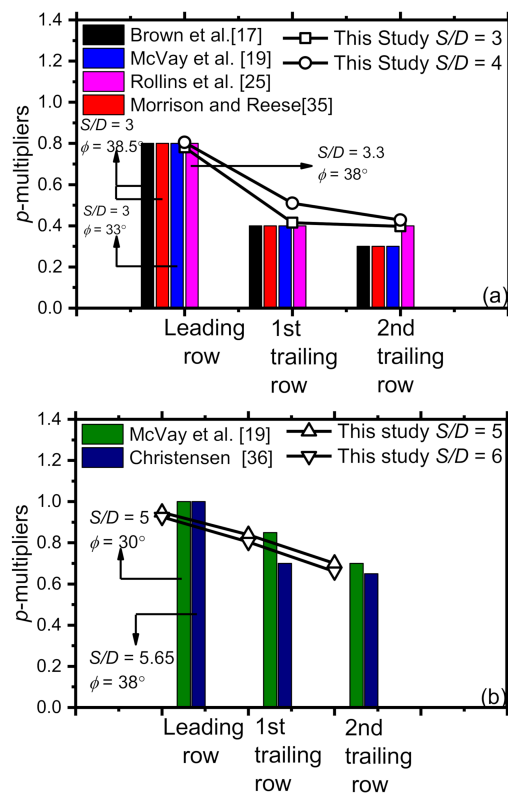 Brown et al.[17]
McVay et al.[19]
Rollins et al.[25]
Morrison and Reese[35]
This Study S/D = 3
This Study S/D = 4
1.4
1.2
1.0
0.8
0.6
0.4
0.2
0.0
p-multipliers
S/D = 3
ϕ = 38.5°
S/D = 3
ϕ = 33°
S/D = 3.3
ϕ = 38°
(a)
Leading row
1st trailing row
2nd trailing row
McVay et al. [19]
Christensen [36]
This study S/D = 5
This study S/D = 6
1.4
1.2
1.0
0.8
0.6
0.4
0.2
0.0
p-multipliers
S/D = 5
ϕ = 30°
S/D = 5.65
ϕ = 38°
(b)
Leading row
1st trailing row
2nd trailing row